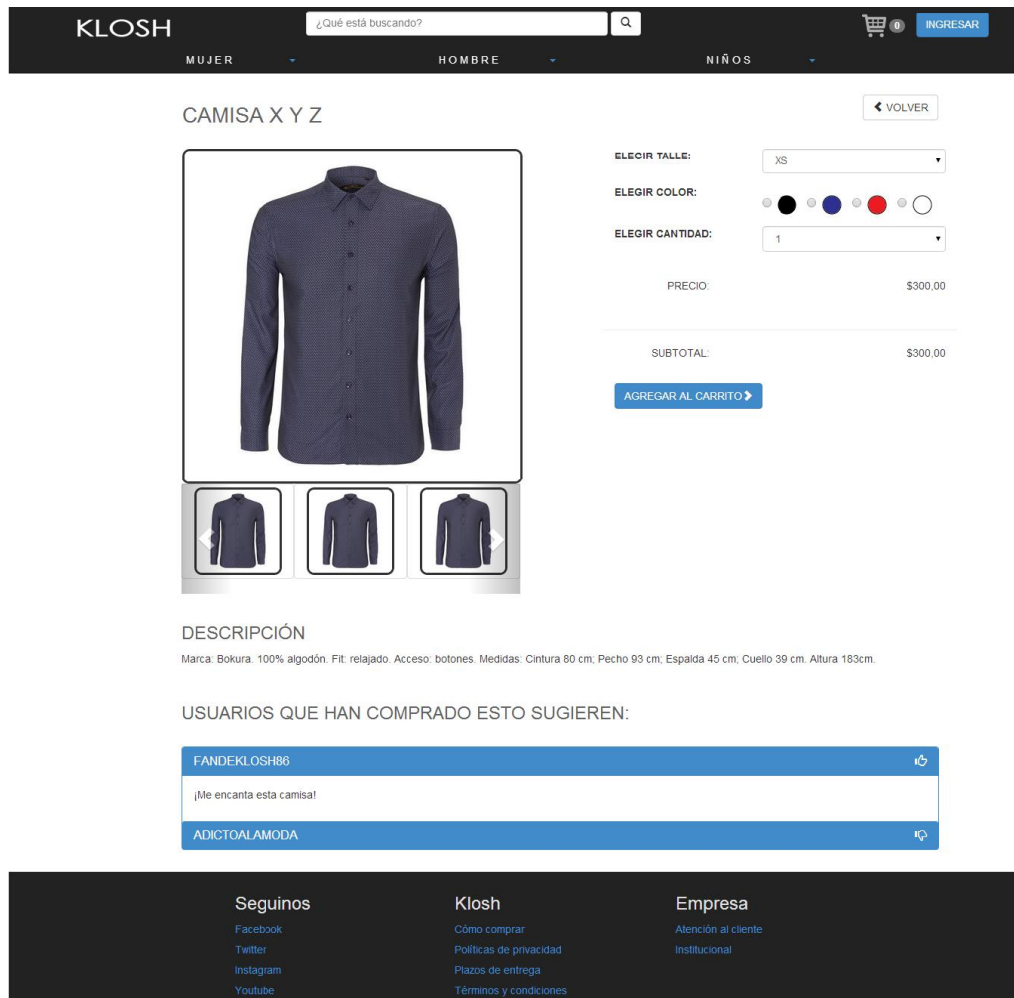 KLOSH
¿Qué está buscando?
0
INGRESAR
MUJER
HOMBRE
NIÑOS
CAMISA X Y Z
VOLVER
ELEGIR TALLE:
XS
ELEGIR COLOR:
ELEGIR CANTIDAD:
1
PRECIO:
$300,00
SUBTOTAL:
$300,00
AGREGAR AL CARRITO
DESCRIPCIÓN
Marca: Bokura. 100% algodón. Fit: relajado. Acceso: botones. Medidas: Cintura 80 cm; Pecho 93 cm; Espalda 45 cm; Cuello 39 cm. Altura 183cm.
USUARIOS QUE HAN COMPRADO ESTO SUGIEREN:
FANDEKLOSH86
¡Me encanta esta camisa!
ADICTOALAMODA
Seguinos
Facebook
Twitter
Instagram
Youtube
Klosh
Cómo comprar
Políticas de privacidad
Plazos de entrega
Términos y condiciones
Empresa
Atención al cliente
Institucional